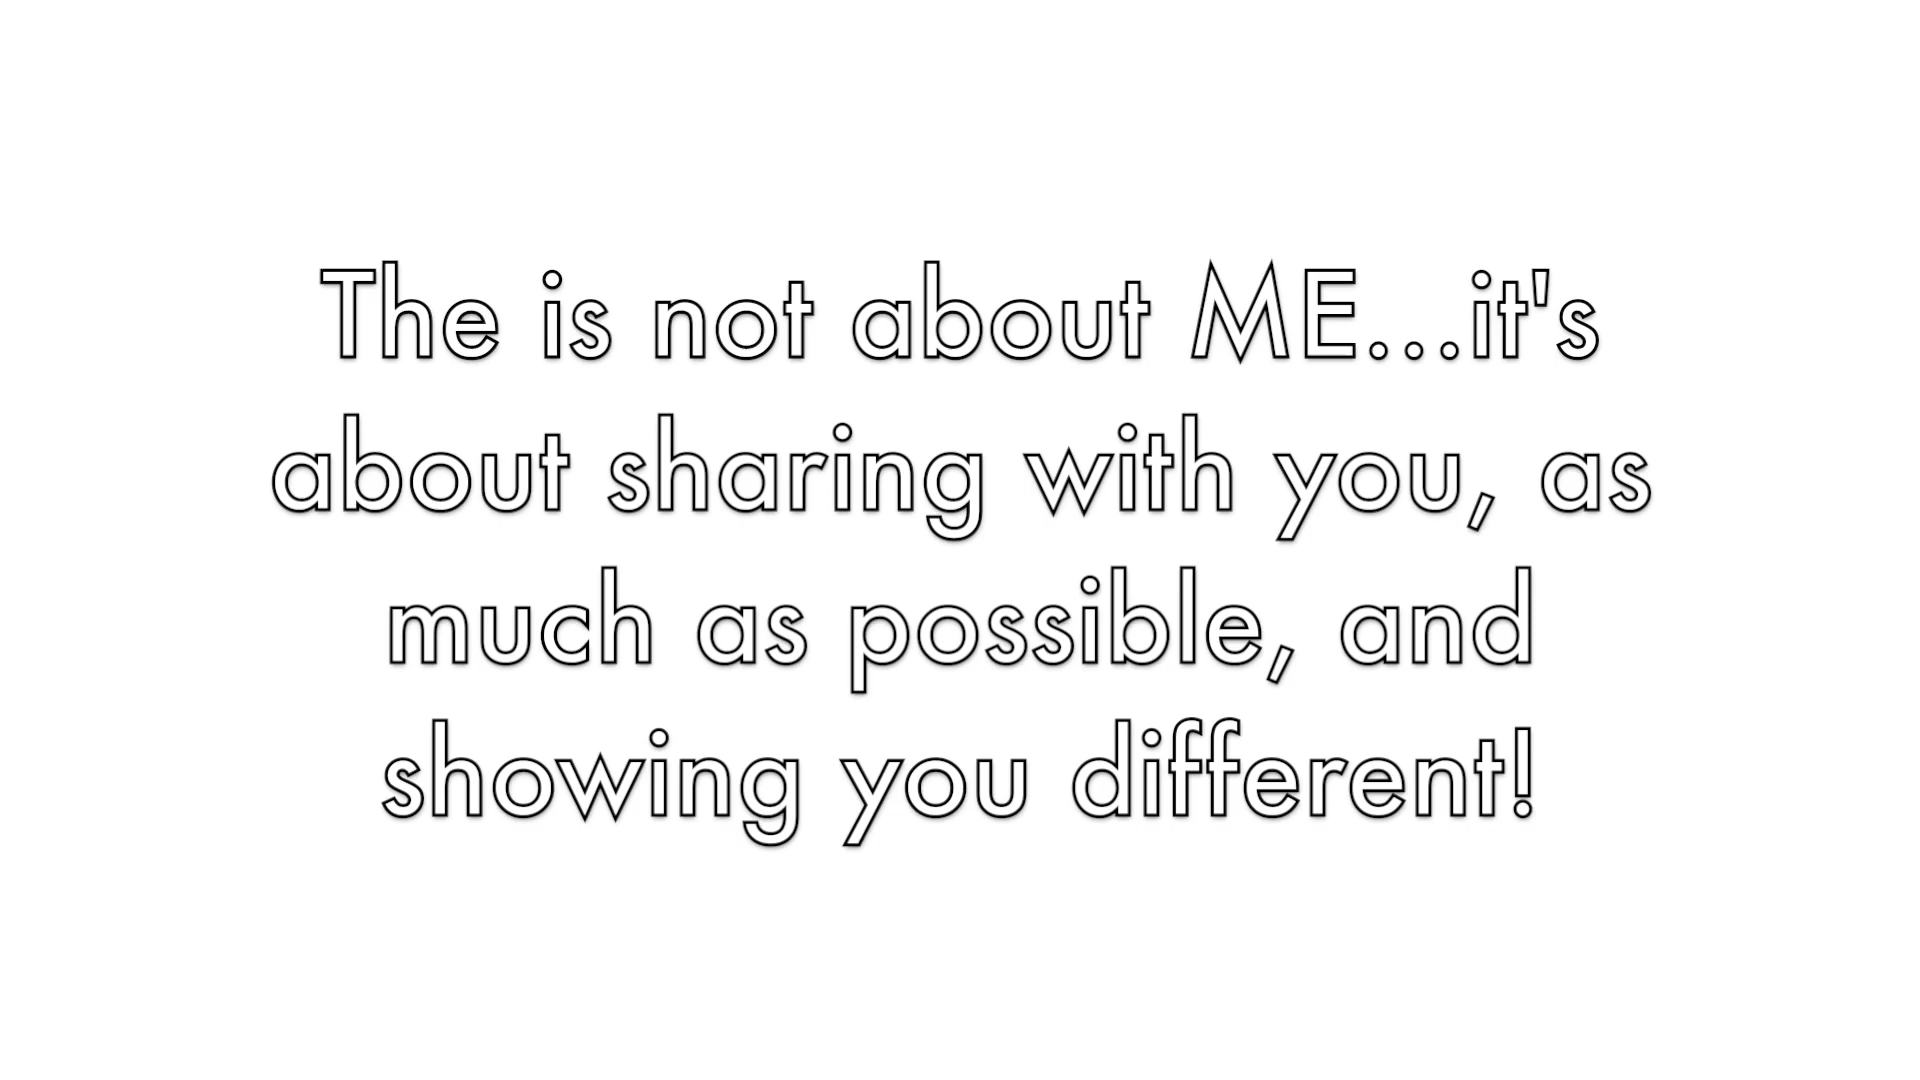 The is not about ME...it's
about sharing with you, as
much as possible, and
showing you different!